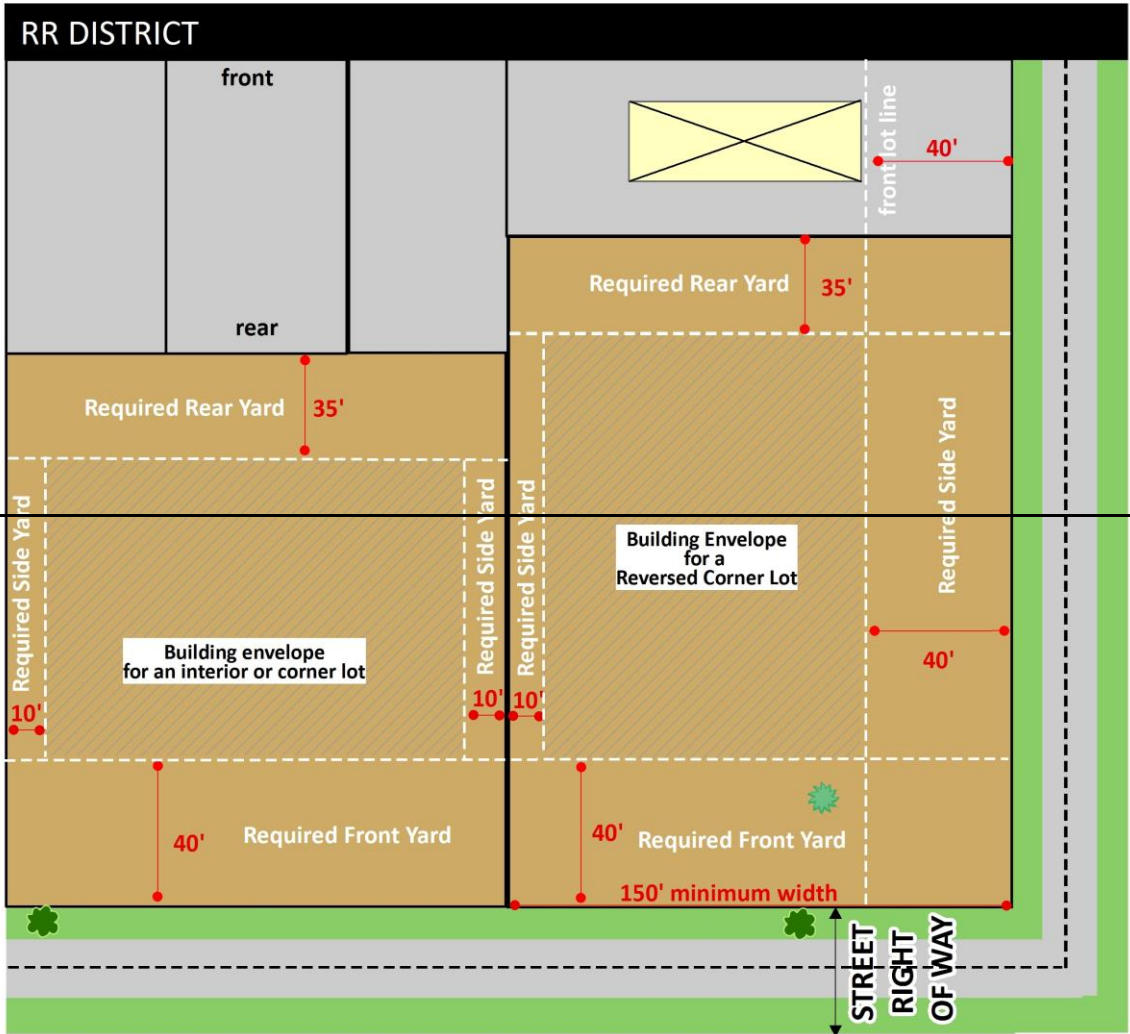 RR DISTRICT
front
front lot line
40'
rear
Required Rear Yard
35'
Required Rear Yard
35'
Required Side Yard
Required Side Yard
Required Side Yard
Required Side Yard
Building Envelope
for a
Reversed Corner Lot
Building envelope
for an interior or corner lot
40'
10'
10'
10'
40'
Required Front Yard
40'
Required Front Yard
150' minimum width
STREET
RIGHT
OF WAY